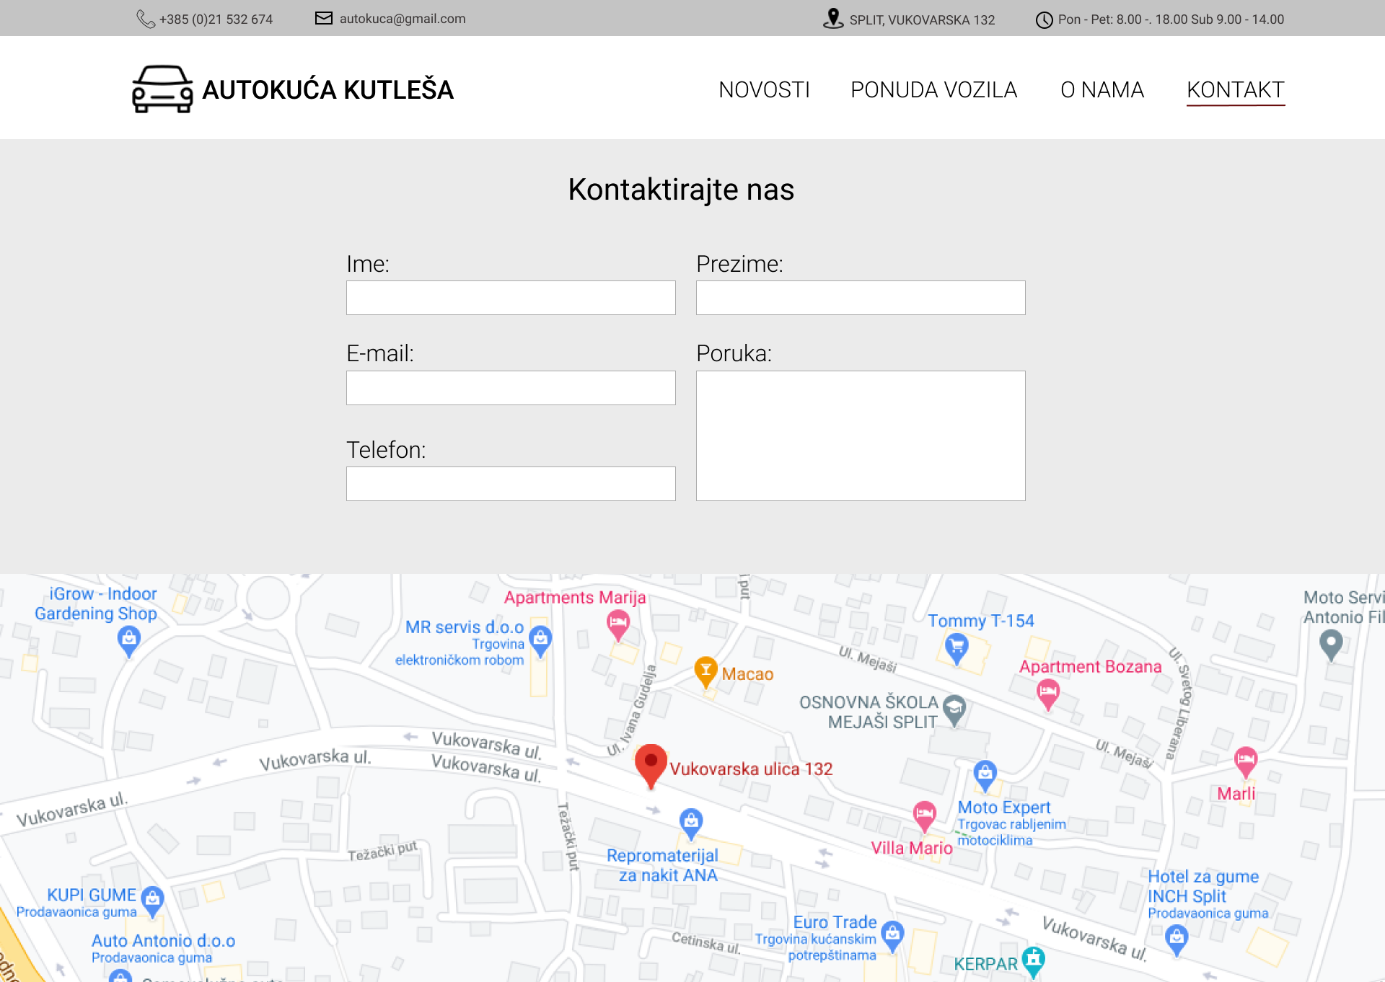 +385 (0)21 532 674
autokuca@gmail.com
SPLIT, VUKOVARSKA 132
Pon - Pet: 8.00 -. 18.00 Sub 9.00 - 14.00
AUTOKUĆA KUTLEŠA
NOVOSTI
PONUDA VOZILA
O NAMA
KONTAKT
Kontaktirajte nas
Ime:
Prezime:
E-mail:
Poruka:
Telefon:
iGrow - Indoor
Gardening Shop
Apartments Marija
MR servis d.o.o
Trgovina
elektroničkom robom
i put
Tommy T-154
Moto Servi
Antonio Fil
Ul. Mejaši
Apartment Bozana
Ul. Svetog Liberana
Macao
Ul. Ivana Gudelja
OSNOVNA ŠKOLA
MEJAŠI SPLIT
Vukovarska ul.
Vukovarska ul.
Vukovarska ul.
Ul. Mejaši
Vukovarska ulica 132
Vukovarska ul.
Marli
Moto Expert
Trgovac rabljenim
motociklima
Villa Mario
Težački put
Težački put
Repromaterijal
za nakit ANA
KUPI GUME
Prodavaonica guma
Hotel za gume
INCH Split
Prodavaonica guma
Auto Antonio d.o.o
Prodavaonica guma
Euro Trade
Trgovina kućanskim
potrepštinama
Cetinska ul.
Vukovarska ul.
KERPAR